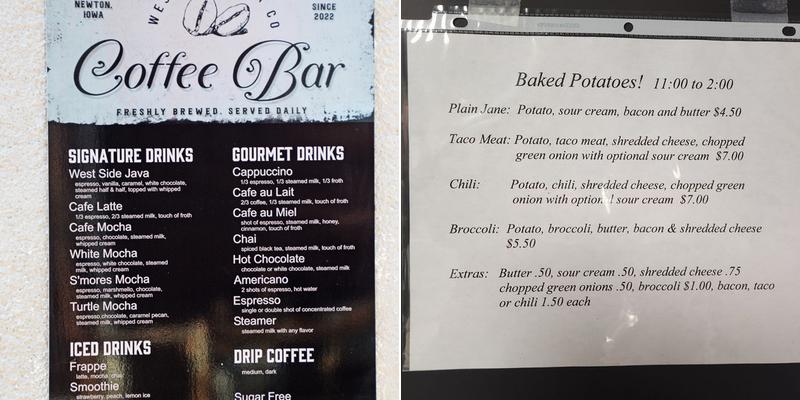 NEWTON,
IOWA
WES
CO
SINCE
2022
Coffee Bar
FRESHLY BREWED. SERVED DAILY
SIGNATURE DRINKS
West Side Java
espresso, vanilla, caramel, white chocolate,
steamed half & half, topped with whipped
cream
Cafe Latte
1/3 espresso, 2/3 steamed milk, touch of froth
Cafe Mocha
espresso, chocolate, steamed milk,
whipped cream
White Mocha
espresso, white chocolate, steamed
milk, whipped cream
S'mores Mocha
espresso, marshmello, chocolate,
steamed milk, whipped cream
Turtle Mocha
espresso,chocolate, caramel pecan,
steamed milk, whipped cream
ICED DRINKS
Frappe
latte, mocha, chai
Smoothie
strawberry, peach, lemon ice
GOURMET DRINKS
Cappuccino
1/3 espresso, 1/3 steamed milk, 1/3 froth
Cafe au Lait
2/3 coffee, 1/3 steamed milk, touch of froth
Cafe au Miel
shot of espresso, steamed milk, honey,
cinnamon, touch of froth
Chai
spiced black tea, steamed milk, touch of froth
Hot Chocolate
chocolate or white chocolate, steamed milk
Americano
2 shots of espresso, hot water
Espresso
single or double shot of concentrated coffee
Steamer
steamed milk with any flavor
DRIP COFFEE
medium, dark
Sugar Free
Baked Potatoes! 11:00 to 2:00
Plain Jane: Potato, sour cream, bacon and butter $4.50
Taco Meat: Potato, taco meat, shredded cheese, chopped
green onion with optional sour cream $7.00
Chili: Potato, chili, shredded cheese, chopped green
onion with optional sour cream $7.00
Broccoli: Potato, broccoli, butter, bacon & shredded cheese
$5.50
Extras: Butter .50, sour cream .50, shredded cheese .75
chopped green onions .50, broccoli $1.00, bacon, taco
or chili 1.50 each